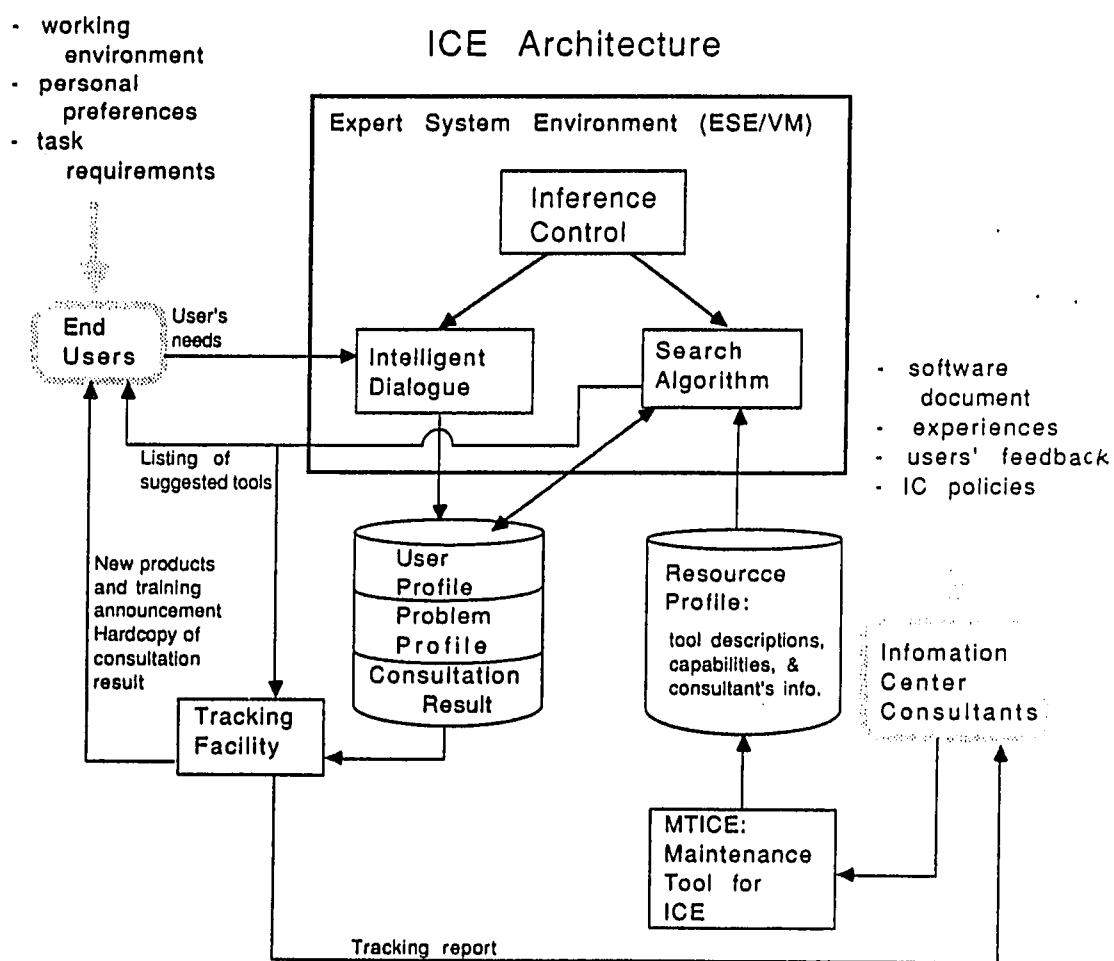 ICE Architecture
- working
environment
- personal
preferences
- task
requirements
Expert System Environment (ESE/VM)
Inference
Control
End
Users
User's
needs
Intelligent
Dialogue
Search
Algorithm
- software
document
- experiences
- users' feedback
- IC policies
Listing of
suggested tools
New products
and training
announcement
Hardcopy of
consultation
result
User
Profile
Problem
Profile
Consultation
Result
Resourcce
Profile:
tool descriptions,
capabilities, &
consultant's info.
Infomation
Center
Consultants
Tracking
Facility
MTICE:
Maintenance
Tool for
ICE
Tracking report